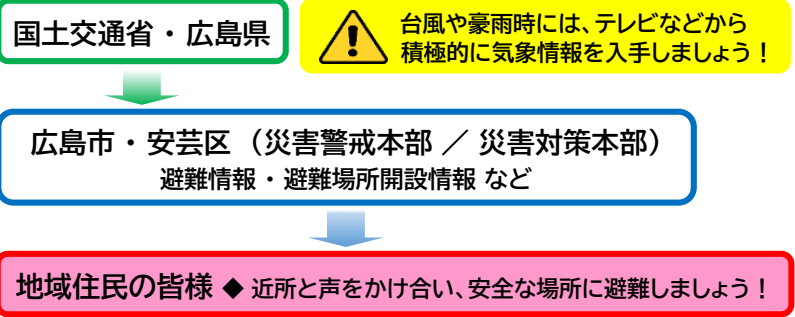 国土交通省・広島県
台風や豪雨時には、テレビなどから
積極的に気象情報を入手しましょう！
広島市・安芸区（災害警戒本部 ／ 災害対策本部）
避難情報・避難場所開設情報 など
地域住民の皆様 ◆ 近所と声をかけ合い、安全な場所に避難しましょう！